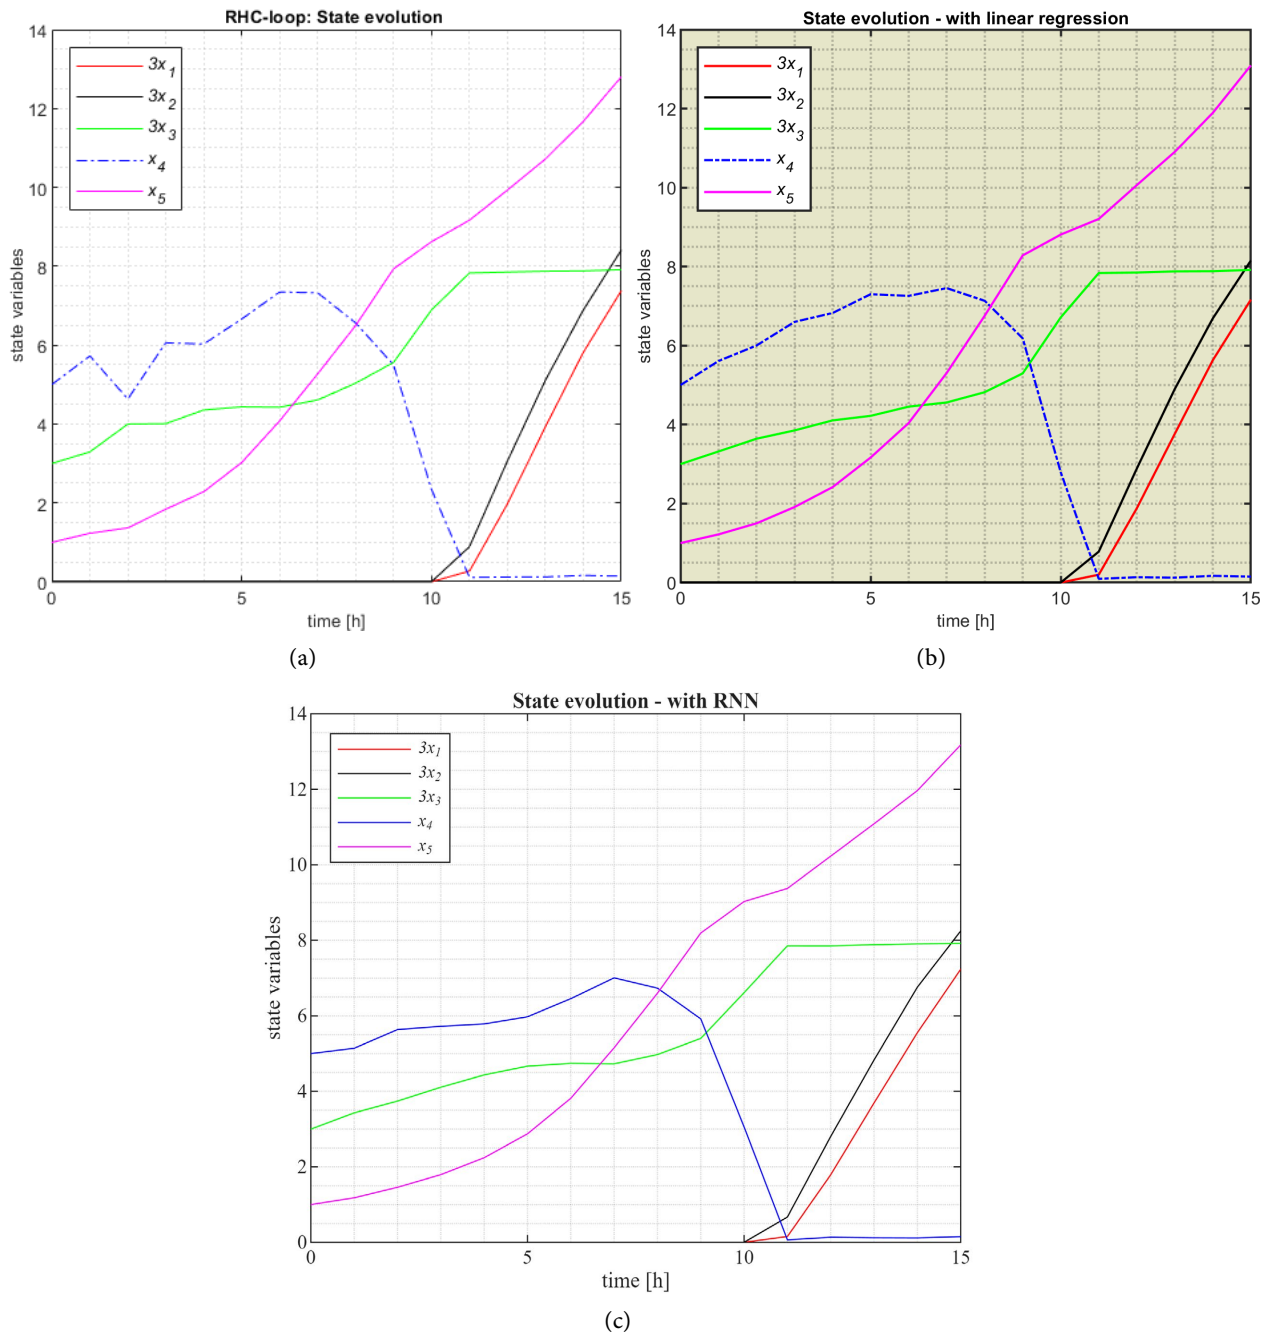 RHC-loop: State evolution
14
12
10
8
6
4
2
0
0 5 10 15
state variables
time [h]
3x1
3x2
3x3
x4
x5
(a)
State evolution - with linear regression
14
12
10
8
6
4
2
0
0 5 10 15
state variables
time [h]
3x1
3x2
3x3
x4
x5
(b)
State evolution - with RNN
14
12
10
8
6
4
2
0
0 5 10 15
state variables
time [h]
3x1
3x2
3x3
x4
x5
(c)